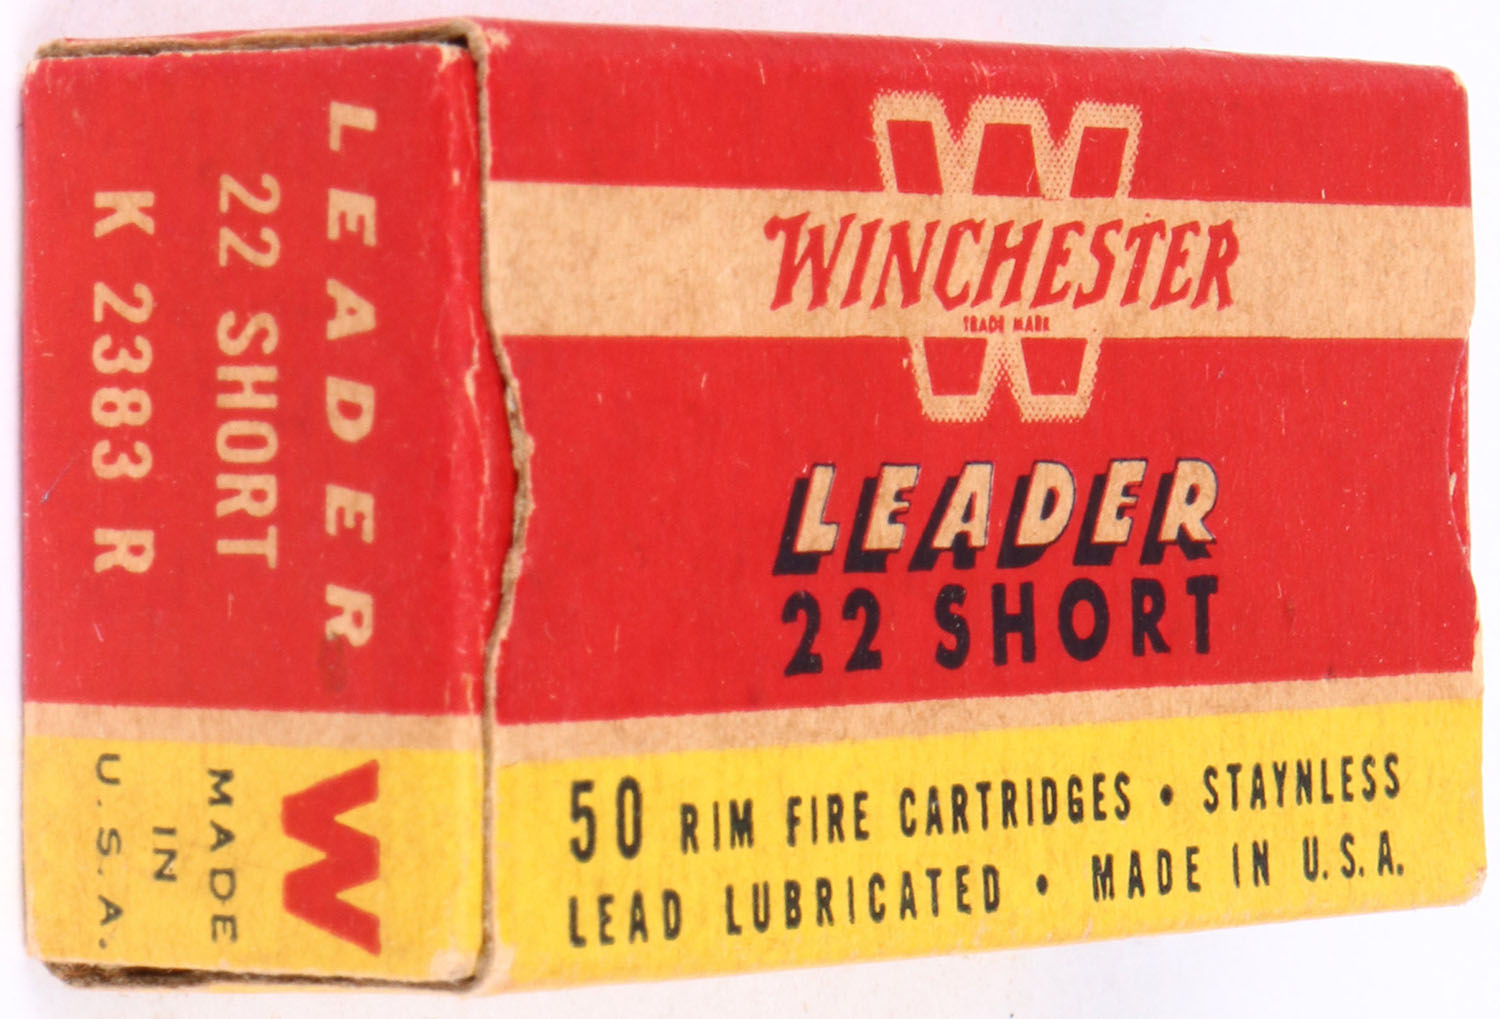 LEADER
22 SHORT
K 2383 R
W
MADE
IN
U.S.A.
W
WINCHESTER
TRADE MARK
LEADER
22 SHORT
50 RIM FIRE CARTRIDGES • STAYNLESS
LEAD LUBRICATED • MADE IN U.S.A.